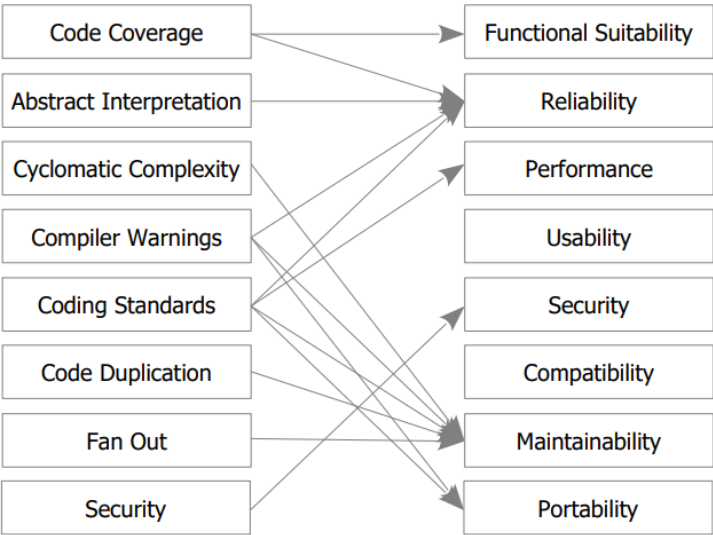 Code Coverage
Functional Suitability
Abstract Interpretation
Reliability
Cyclomatic Complexity
Performance
Compiler Warnings
Usability
Coding Standards
Security
Code Duplication
Compatibility
Fan Out
Maintainability
Security
Portability